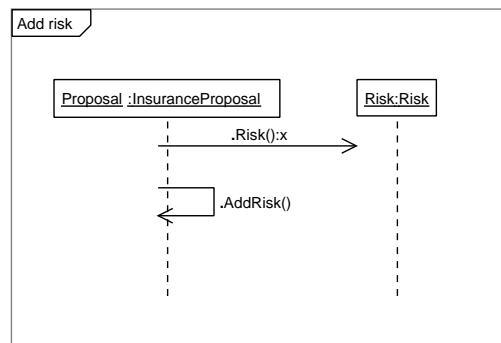 Add risk
Proposal :InsuranceProposal
Risk:Risk
.Risk():x
.AddRisk()